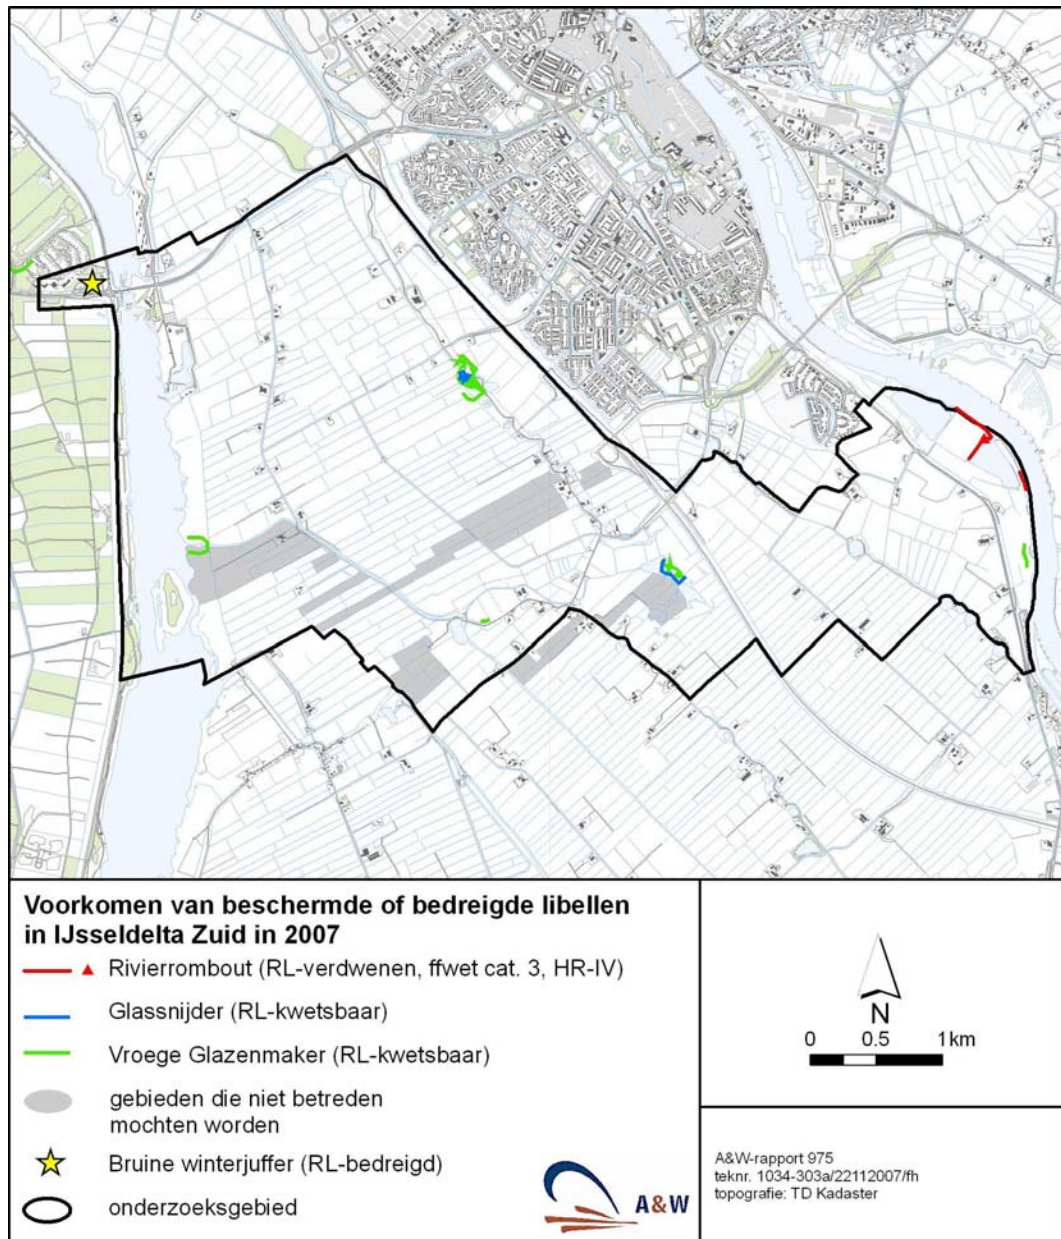 Voorkomen van beschermde of bedreigde libellen
in IJsseldelta Zuid in 2007
Rivierrombout (RL-verdwenen, ffwet cat. 3, HR-IV)
Glassnijder (RL-kwetsbaar)
Vroege Glazenmaker (RL-kwetsbaar)
gebieden die niet betreden
mochten worden
Bruine winterjuffer (RL-bedreigd)
onderzoeksgebied
A&W
N
0 0.5 1km
A&W-rapport 975
teknr. 1034-303a/22112007/fh
topografie: TD Kadaster